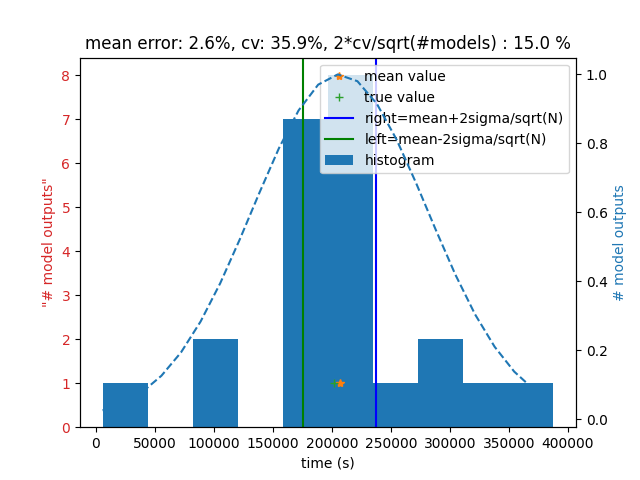 mean error: 2.6%, cv: 35.9%, 2*cv/sqrt(#models) : 15.0 %
mean value
true value
right=mean+2sigma/sqrt(N)
left=mean-2sigma/sqrt(N)
histogram
"# model outputs"
8
7
6
5
4
3
2
1
0
1.0
0.8
0.6
0.4
0.2
0.0
# model outputs
0 50000 100000 150000 200000 250000 300000 350000 400000
time (s)